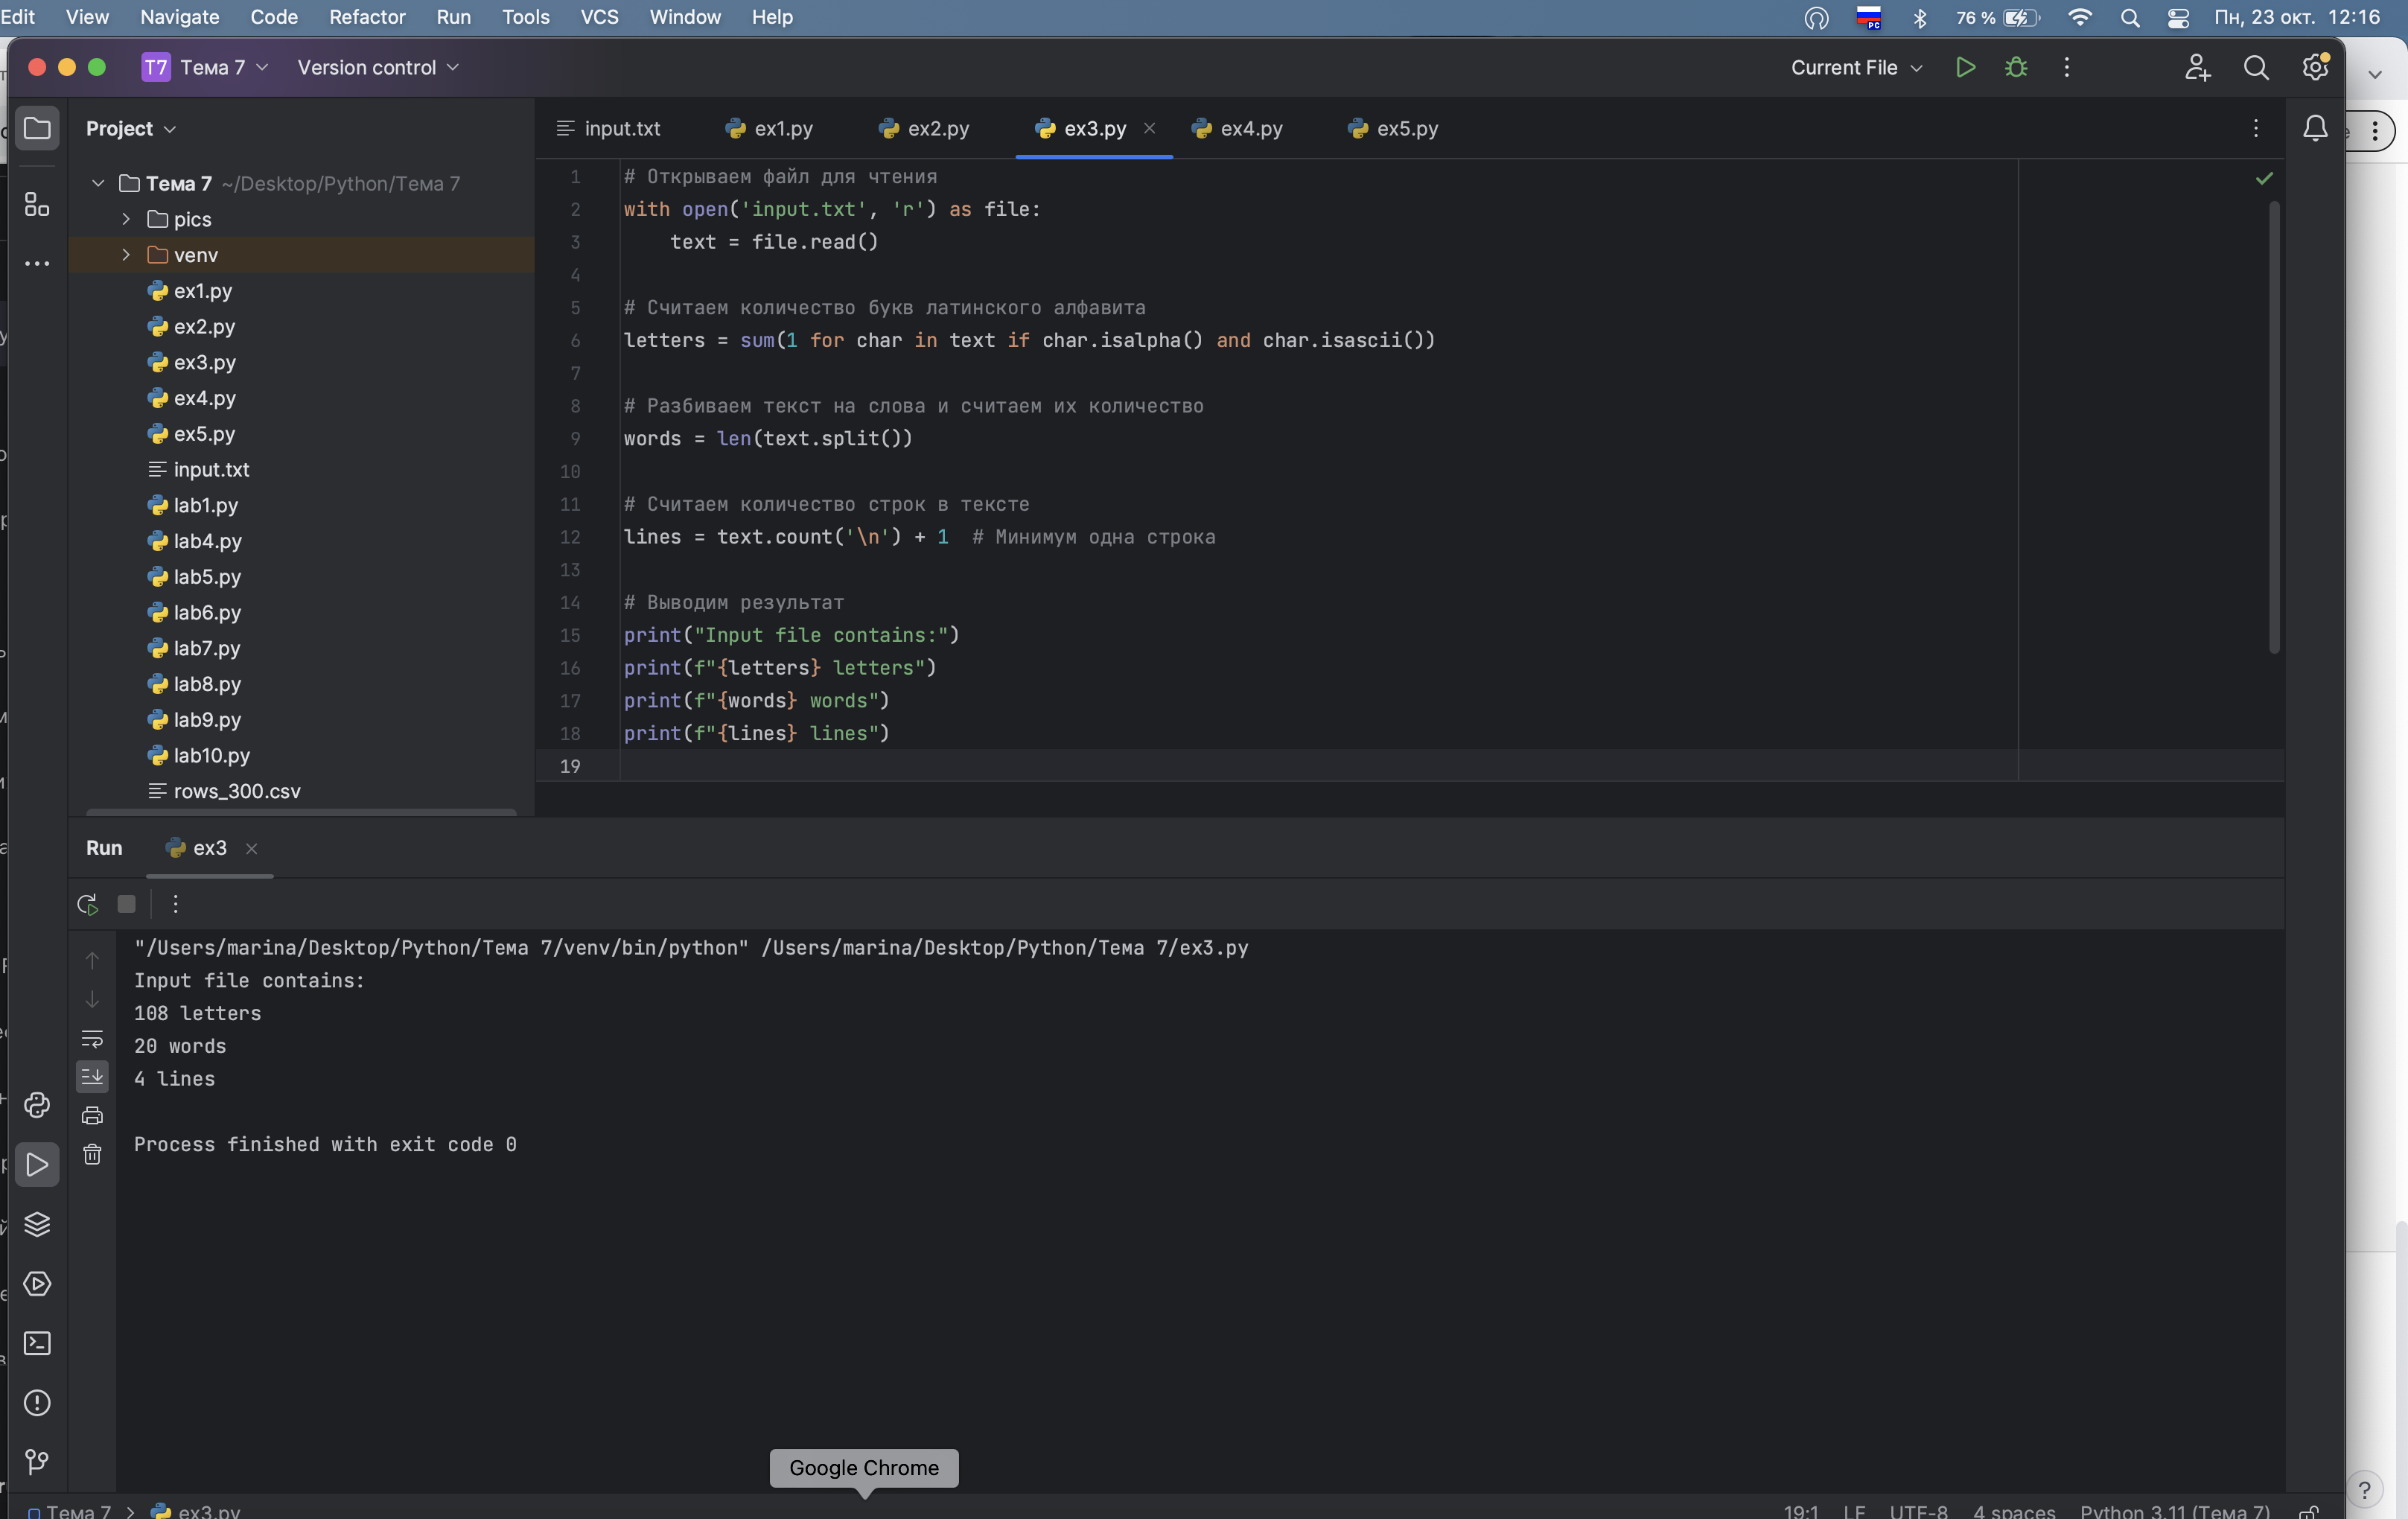 Edit View Navigate Code Refactor Run Tools VCS Window Help 76 % Пн, 23 окт. 12:16
T7 Тема 7 Version control Current File
Project
input.txt ex1.py ex2.py ex3.py ex4.py ex5.py
Тема 7 ~/Desktop/Python/Тема 7
pics
venv
ex1.py
ex2.py
ex3.py
ex4.py
ex5.py
input.txt
lab1.py
lab4.py
lab5.py
lab6.py
lab7.py
lab8.py
lab9.py
lab10.py
rows_300.csv
1 # Открываем файл для чтения
2 with open('input.txt', 'r') as file:
3     text = file.read()
4
5 # Считаем количество букв латинского алфавита
6 letters = sum(1 for char in text if char.isalpha() and char.isascii())
7
8 # Разбиваем текст на слова и считаем их количество
9 words = len(text.split())
10
11 # Считаем количество строк в тексте
12 lines = text.count('\n') + 1  # Минимум одна строка
13
14 # Выводим результат
15 print("Input file contains:")
16 print(f"{letters} letters")
17 print(f"{words} words")
18 print(f"{lines} lines")
19
Run ex3
"/Users/marina/Desktop/Python/Тема 7/venv/bin/python" /Users/marina/Desktop/Python/Тема 7/ex3.py
Input file contains:
108 letters
20 words
4 lines
Process finished with exit code 0
Google Chrome
Тема 7 ex3.py 19:1 LF UTF-8 4 spaces Python 3.11 (Тема 7)